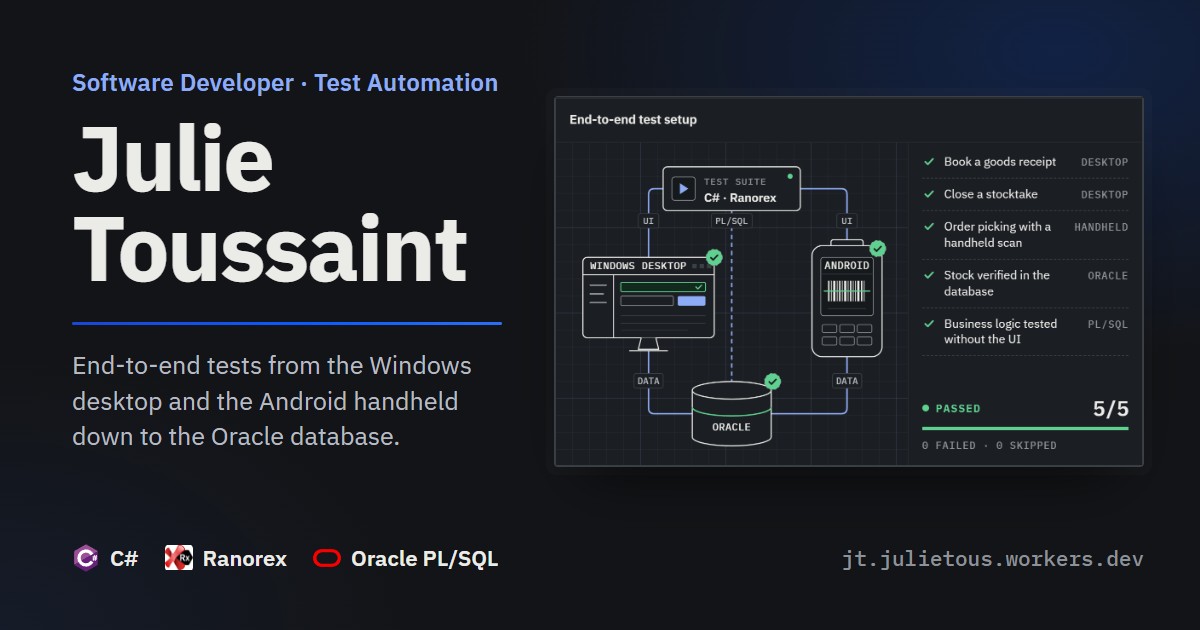 Software Developer · Test Automation
Julie
Toussaint
End-to-end tests from the Windows
desktop and the Android handheld
down to the Oracle database.
C#
Ranorex
Oracle PL/SQL
End-to-end test setup
TEST SUITE
C# · Ranorex
UI
PL/SQL
UI
WINDOWS DESKTOP
ANDROID
DATA
DATA
ORACLE
Book a goods receipt DESKTOP
Close a stocktake DESKTOP
Order picking with a HANDHELD
handheld scan
Stock verified in the ORACLE
database
Business logic tested PL/SQL
without the UI
PASSED 5/5
0 FAILED · 0 SKIPPED
jt.julietous.workers.dev